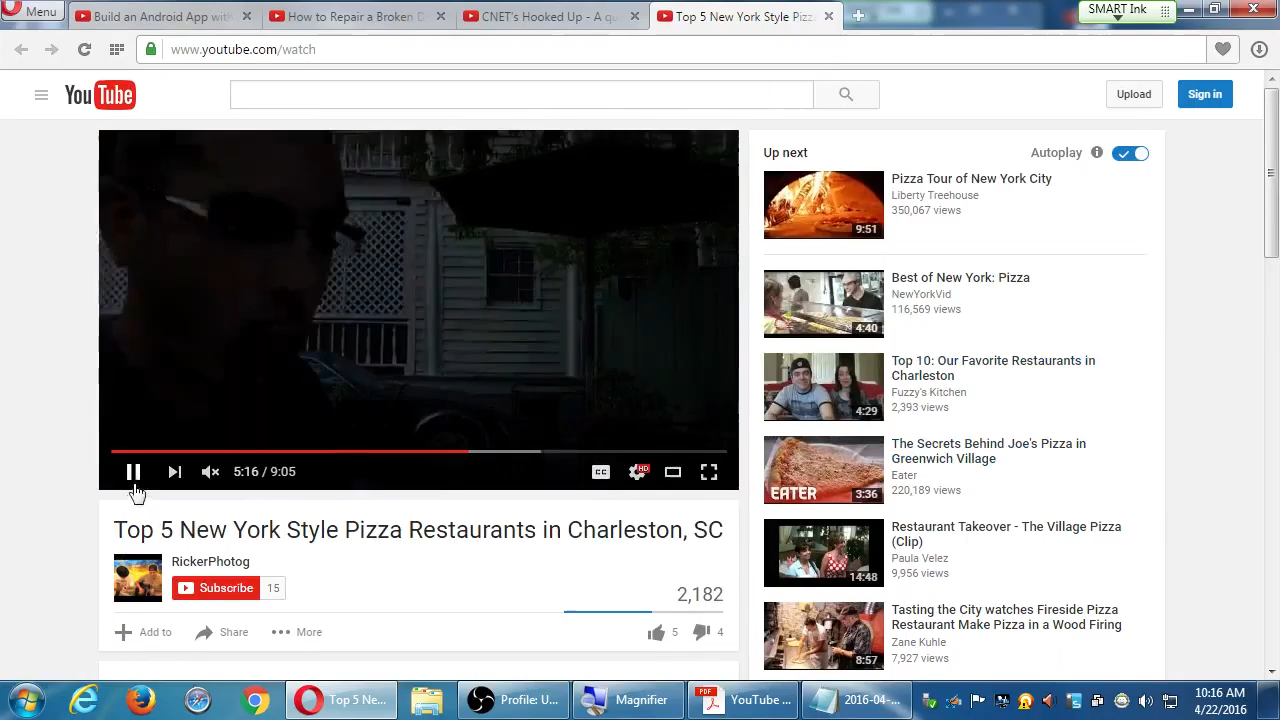 Menu
Build an Android App with
How to Repair a Broken D
CNET's Hooked Up - A qu
Top 5 New York Style Pizz
SMART Ink
www.youtube.com/watch
YouTube
Upload
Sign in
5:16 / 9:05
CC
HD
Top 5 New York Style Pizza Restaurants in Charleston, SC
RickerPhotog
Subscribe
15
2,182
Add to
Share
More
5
4
Up next
Autoplay
Pizza Tour of New York City
Liberty Treehouse
350,067 views
9:51
Best of New York: Pizza
NewYorkVid
116,569 views
4:40
Top 10: Our Favorite Restaurants in
Charleston
Fuzzy's Kitchen
2,393 views
4:29
The Secrets Behind Joe's Pizza in
Greenwich Village
Eater
220,189 views
EATER
3:36
Restaurant Takeover - The Village Pizza
(Clip)
Paula Velez
9,956 views
14:48
Tasting the City watches Fireside Pizza
Restaurant Make Pizza in a Wood Firing
Zane Kuhle
7,927 views
8:57
Top 5 Ne...
Profile: U...
Magnifier
PDF
YouTube ...
2016-04-...
10:16 AM
4/22/2016